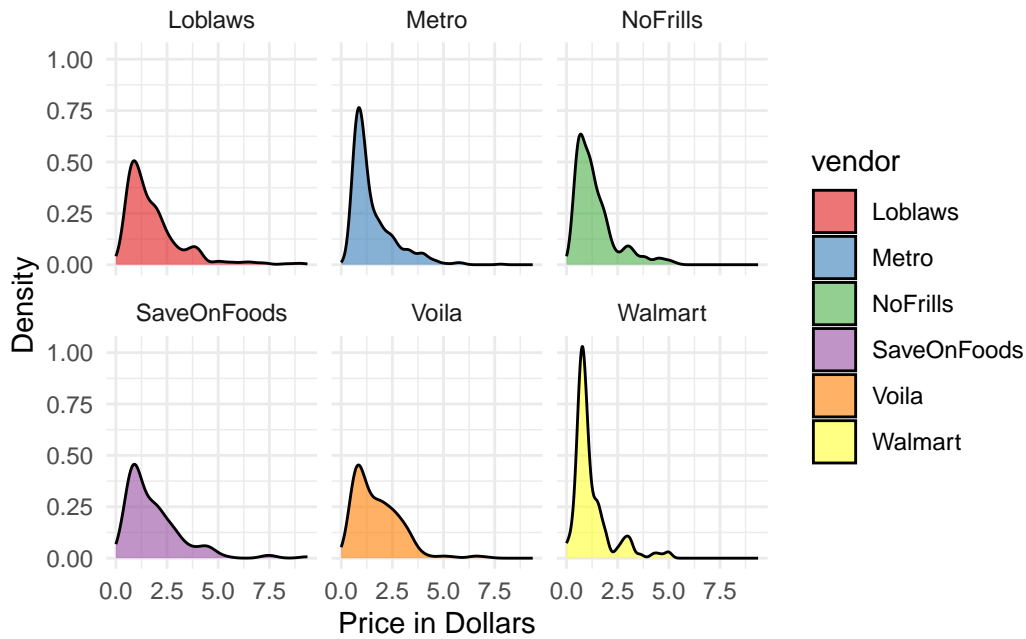 Loblaws Metro NoFrills
1.00
0.75
0.50
0.25
0.00
SaveOnFoods Voila Walmart
1.00
0.75
0.50
0.25
0.00
0.0 2.5 5.0 7.5 0.0 2.5 5.0 7.5 0.0 2.5 5.0 7.5
Price in Dollars
Density
vendor
Loblaws
Metro
NoFrills
SaveOnFoods
Voila
Walmart